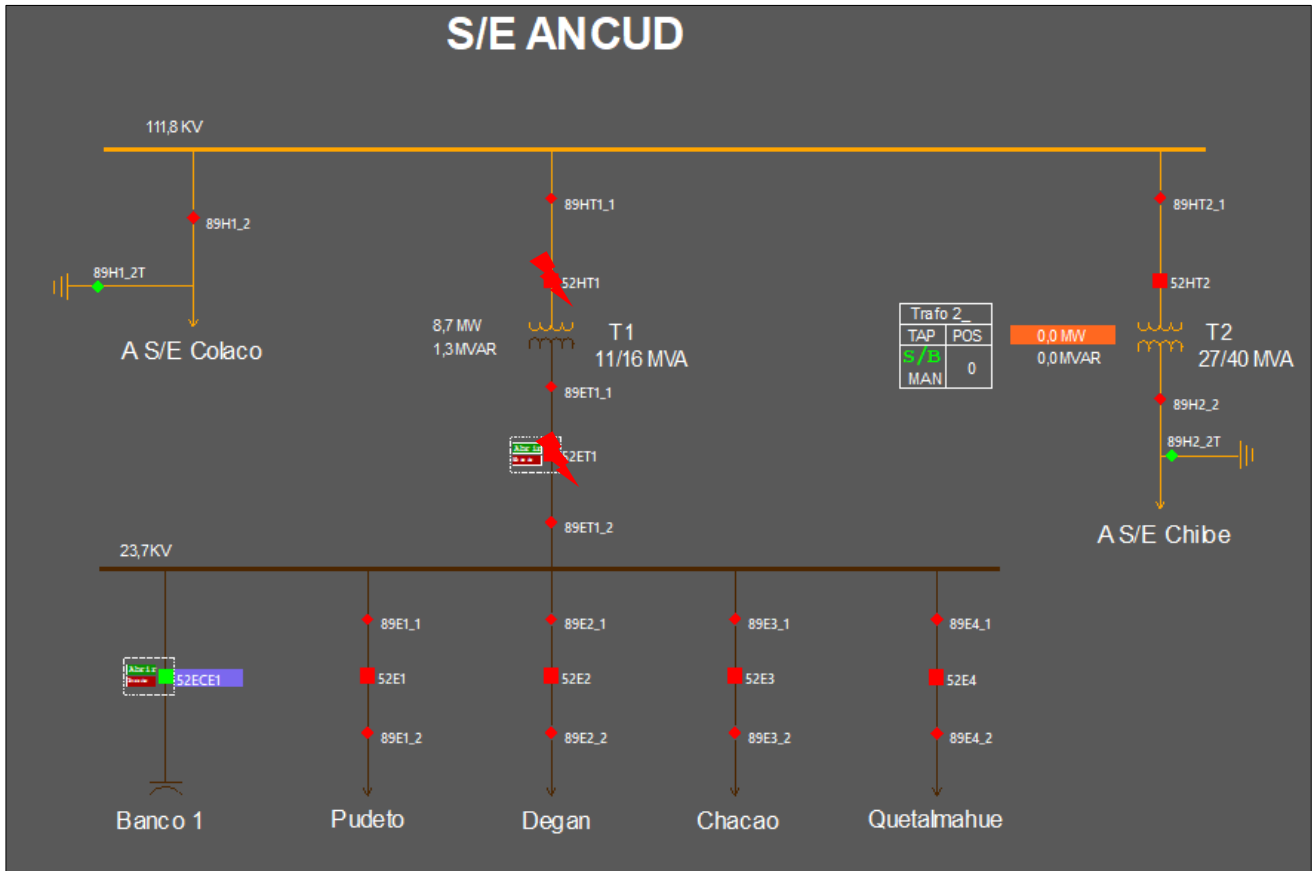 S/E ANCUD
111,8 KV
89H1_2
89H1_2T
A S/E Colaco
89HT1_1
52HT1
8,7 MW
1,3 MVAR
T1
11/16 MVA
89ET1_1
Abrir
52ET1
89ET1_2
89HT2_1
52HT2
Trafo 2_
TAP POS
S/B
MAN
0
0,0 MW
0,0 MVAR
T2
27/40 MVA
89H2_2
89H2_2T
A S/E Chibe
23,7KV
Abrir
52ECE1
Banco 1
89E1_1
52E1
89E1_2
Pudeto
89E2_1
52E2
89E2_2
Degan
89E3_1
52E3
89E3_2
Chacao
89E4_1
52E4
89E4_2
Quetalmahue